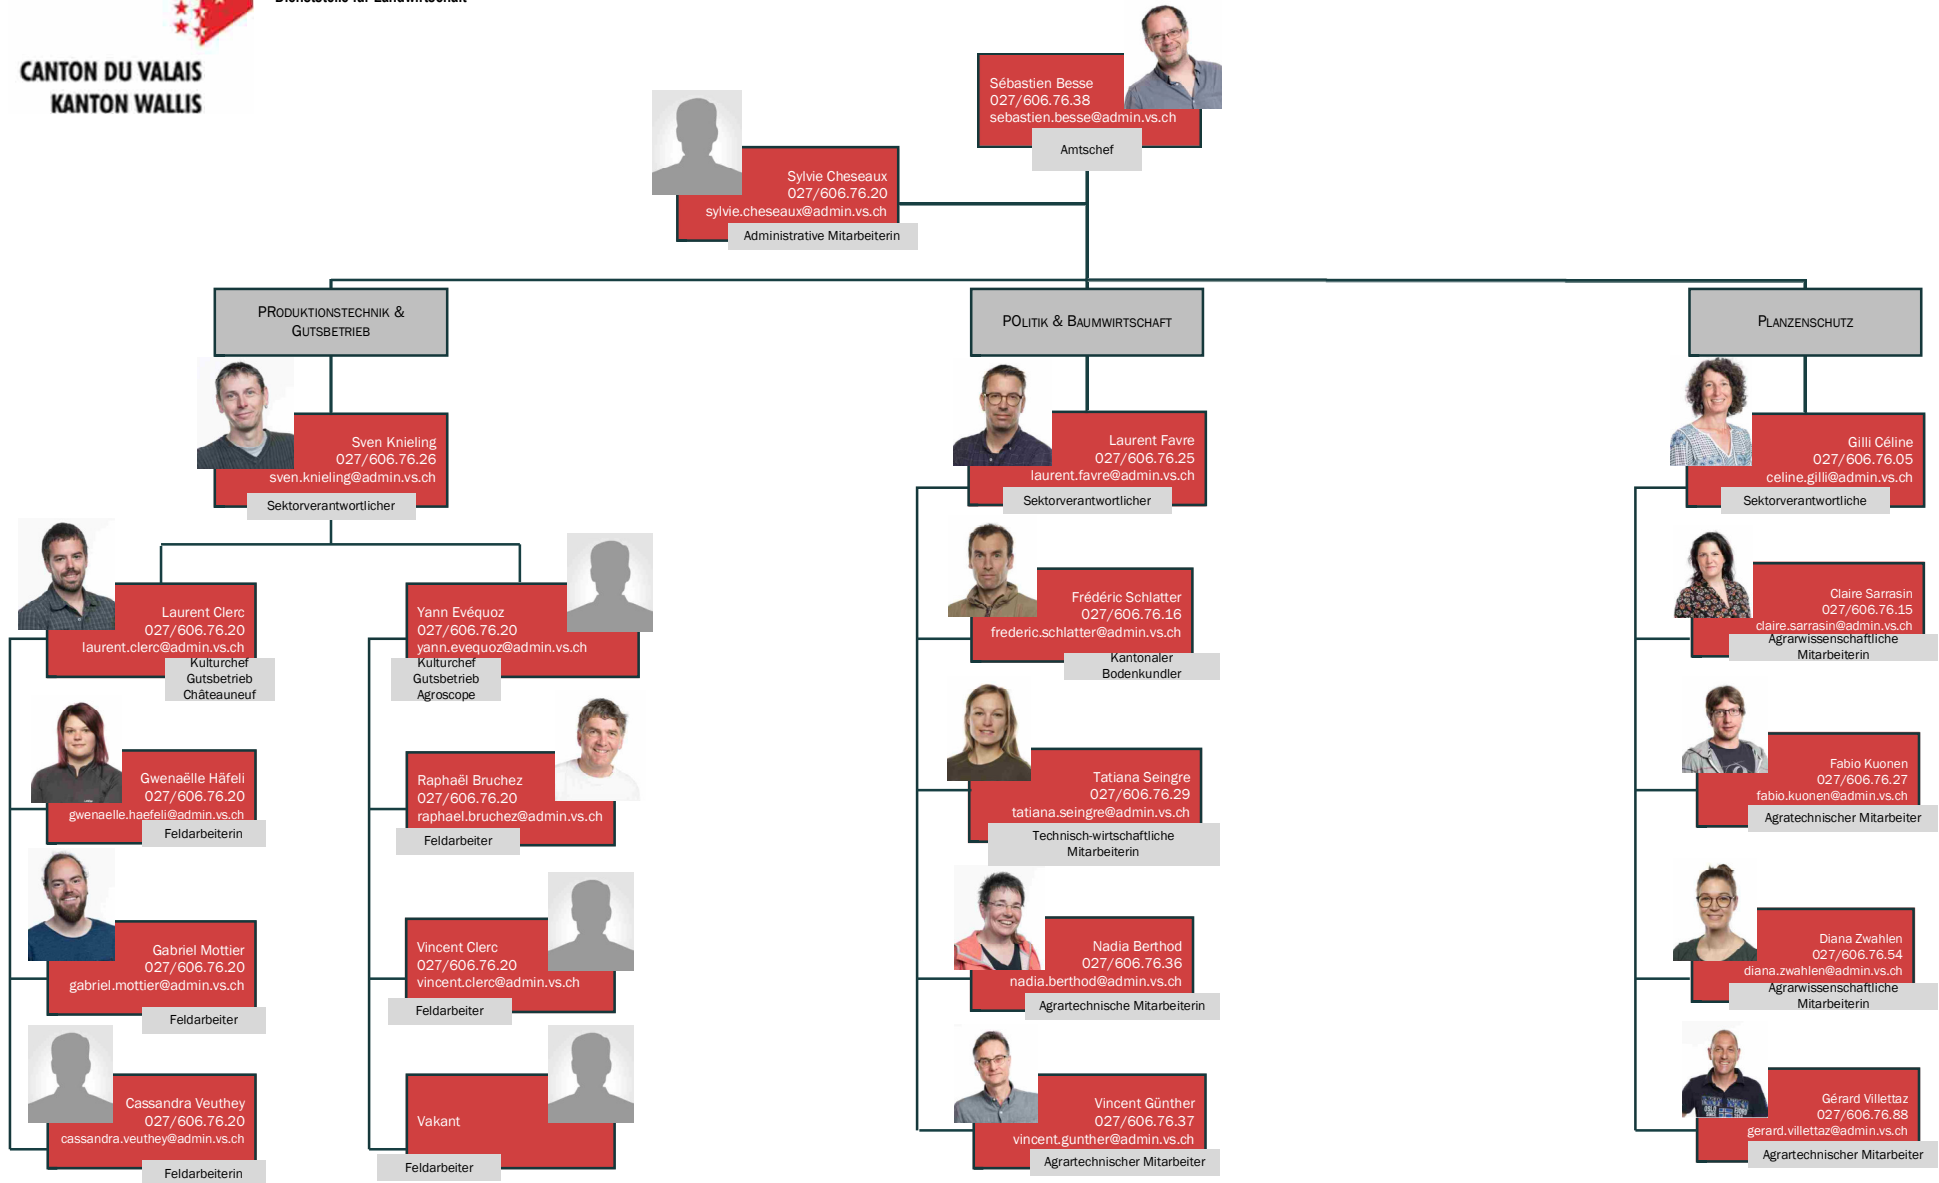 Dienststelle für Landwirtschaft
CANTON DU VALAIS
KANTON WALLIS
Sébastien Besse
027/606.76.38
sebastien.besse@admin.vs.ch
Amtschef
Sylvie Cheseaux
027/606.76.20
sylvie.cheseaux@admin.vs.ch
Administrative Mitarbeiterin
PRODUKTIONSTECHNIK &
GUTSBETRIEB
POLITIK & BAUMWIRTSCHAFT
PLANZENSCHUTZ
Sven Knieling
027/606.76.26
sven.knieling@admin.vs.ch
Sektorverantwortlicher
Laurent Favre
027/606.76.25
laurent.favre@admin.vs.ch
Sektorverantwortlicher
Gilli Céline
027/606.76.05
celine.gilli@admin.vs.ch
Sektorverantwortliche
Laurent Clerc
027/606.76.20
laurent.clerc@admin.vs.ch
Kulturchef
Gutsbetrieb
Châteauneuf
Yann Evéquoz
027/606.76.20
yann.evequoz@admin.vs.ch
Kulturchef
Gutsbetrieb
Agroscope
Frédéric Schlatter
027/606.76.16
frederic.schlatter@admin.vs.ch
Kantonaler
Bodenkundler
Claire Sarrasin
027/606.76.15
claire.sarrasin@admin.vs.ch
Agrarwissenschaftliche
Mitarbeiterin
Gwenaëlle Häfeli
027/606.76.20
gwenaelle.haefeli@admin.vs.ch
Feldarbeiterin
Raphaël Bruchez
027/606.76.20
raphael.bruchez@admin.vs.ch
Feldarbeiter
Tatiana Seingre
027/606.76.29
tatiana.seingre@admin.vs.ch
Technisch-wirtschaftliche
Mitarbeiterin
Fabio Kuonen
027/606.76.27
fabio.kuonen@admin.vs.ch
Agratechnischer Mitarbeiter
Gabriel Mottier
027/606.76.20
gabriel.mottier@admin.vs.ch
Feldarbeiter
Vincent Clerc
027/606.76.20
vincent.clerc@admin.vs.ch
Feldarbeiter
Nadia Berthod
027/606.76.36
nadia.berthod@admin.vs.ch
Agrartechnische Mitarbeiterin
Diana Zwahlen
027/606.76.54
diana.zwahlen@admin.vs.ch
Agrarwissenschaftliche
Mitarbeiterin
Cassandra Veuthey
027/606.76.20
cassandra.veuthey@admin.vs.ch
Feldarbeiterin
Vakant
Feldarbeiter
Vincent Günther
027/606.76.37
vincent.gunther@admin.vs.ch
Agrartechnischer Mitarbeiter
Gérard Villettaz
027/606.76.88
gerard.villettaz@admin.vs.ch
Agrartechnischer Mitarbeiter